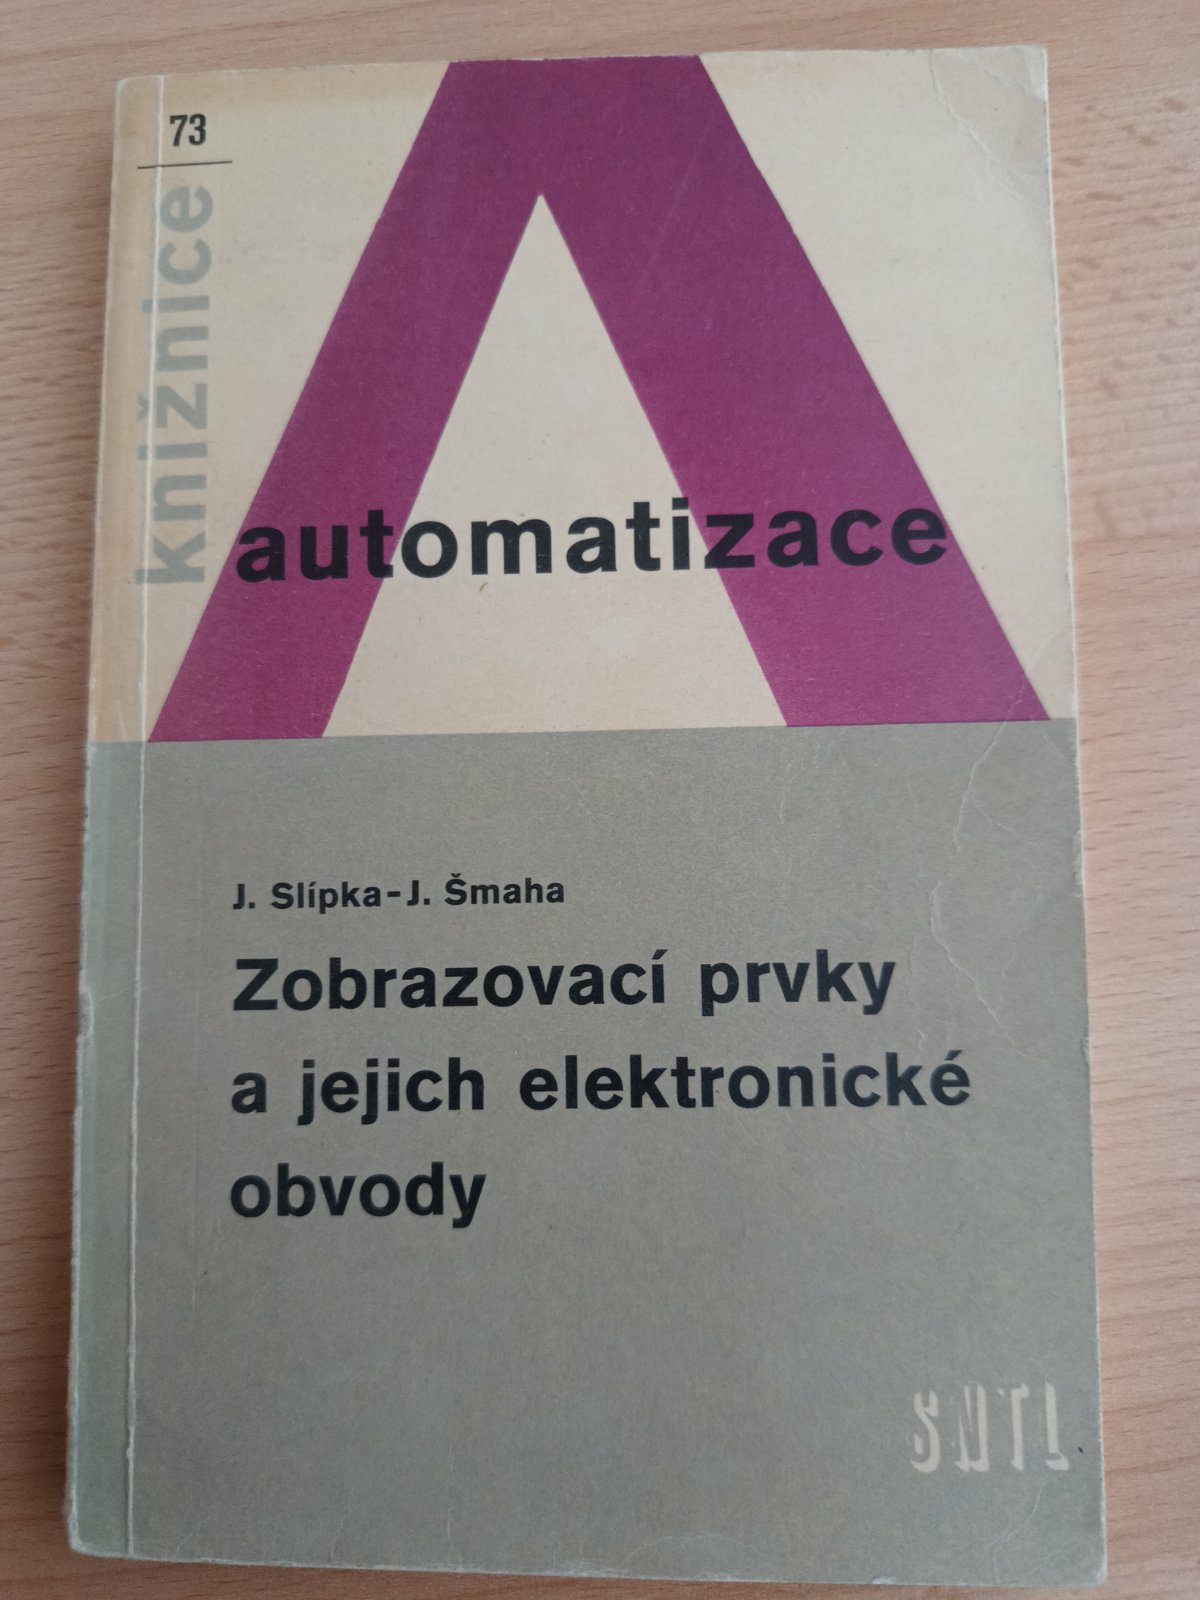 73
knižnice
automatizace
J. Slípka-J. Šmaha
Zobrazovací prvky
a jejich elektronické
obvody
SNTL